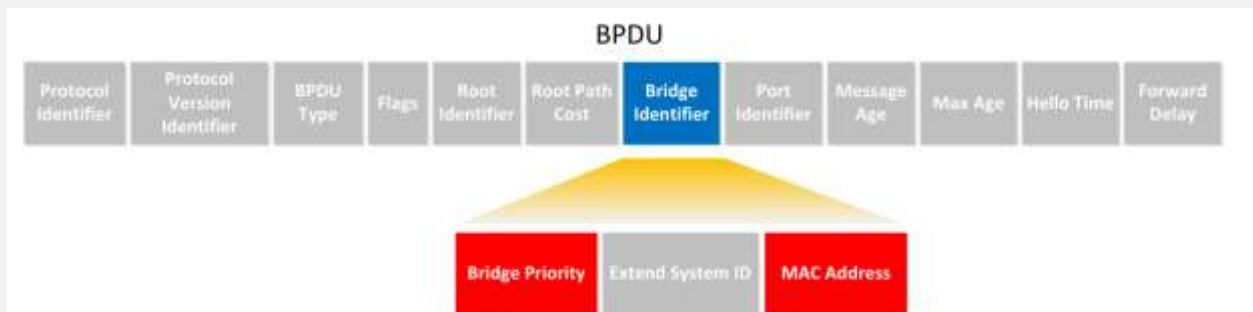 BPDU
Protocol
Identifier
Protocol
Version
Identifier
BPDU
Type
Flags
Root
Identifier
Root Path
Cost
Bridge
Identifier
Port
Identifier
Message
Age
Max Age
Hello Time
Forward
Delay
Bridge Priority
Extend System ID
MAC Address